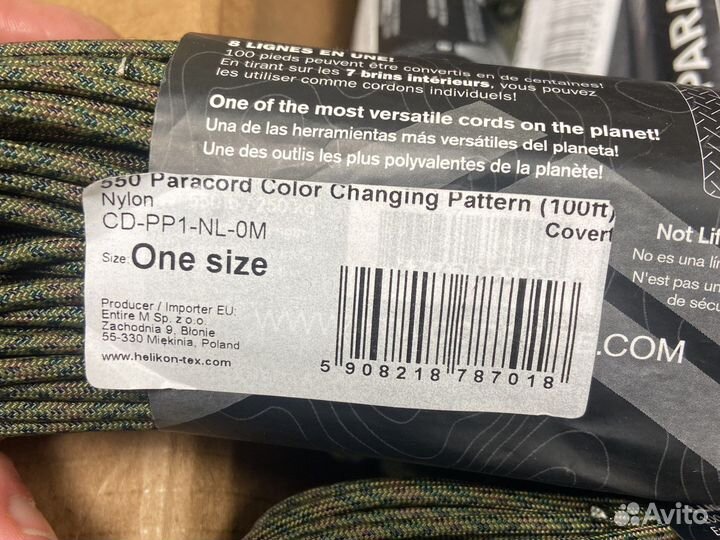 8 LIGNES EN UNE!
100 pieds peuvent être convertis en de centaines!
En tirant sur les 7 brins intérieurs, vous pouvez
les utiliser comme cordons individuels!
One of the most versatile cords on the planet!
Una de las herramientas más versátiles del planeta!
Une des outils les plus polyvalentes de la planète!
550 Paracord Color Changing Pattern (100ft)
Nylon
CD-PP1-NL-0M
Covert
Size: One size
Producer / Importer EU:
Entire M Sp. z o.o.
Zachodnia 9, Błonie
55-330 Miękinia, Poland
www.helikon-tex.com
5 908218 787018
E.COM
Not Lif
No es una lín
N'est pas un
de sécu
PARA
Avito